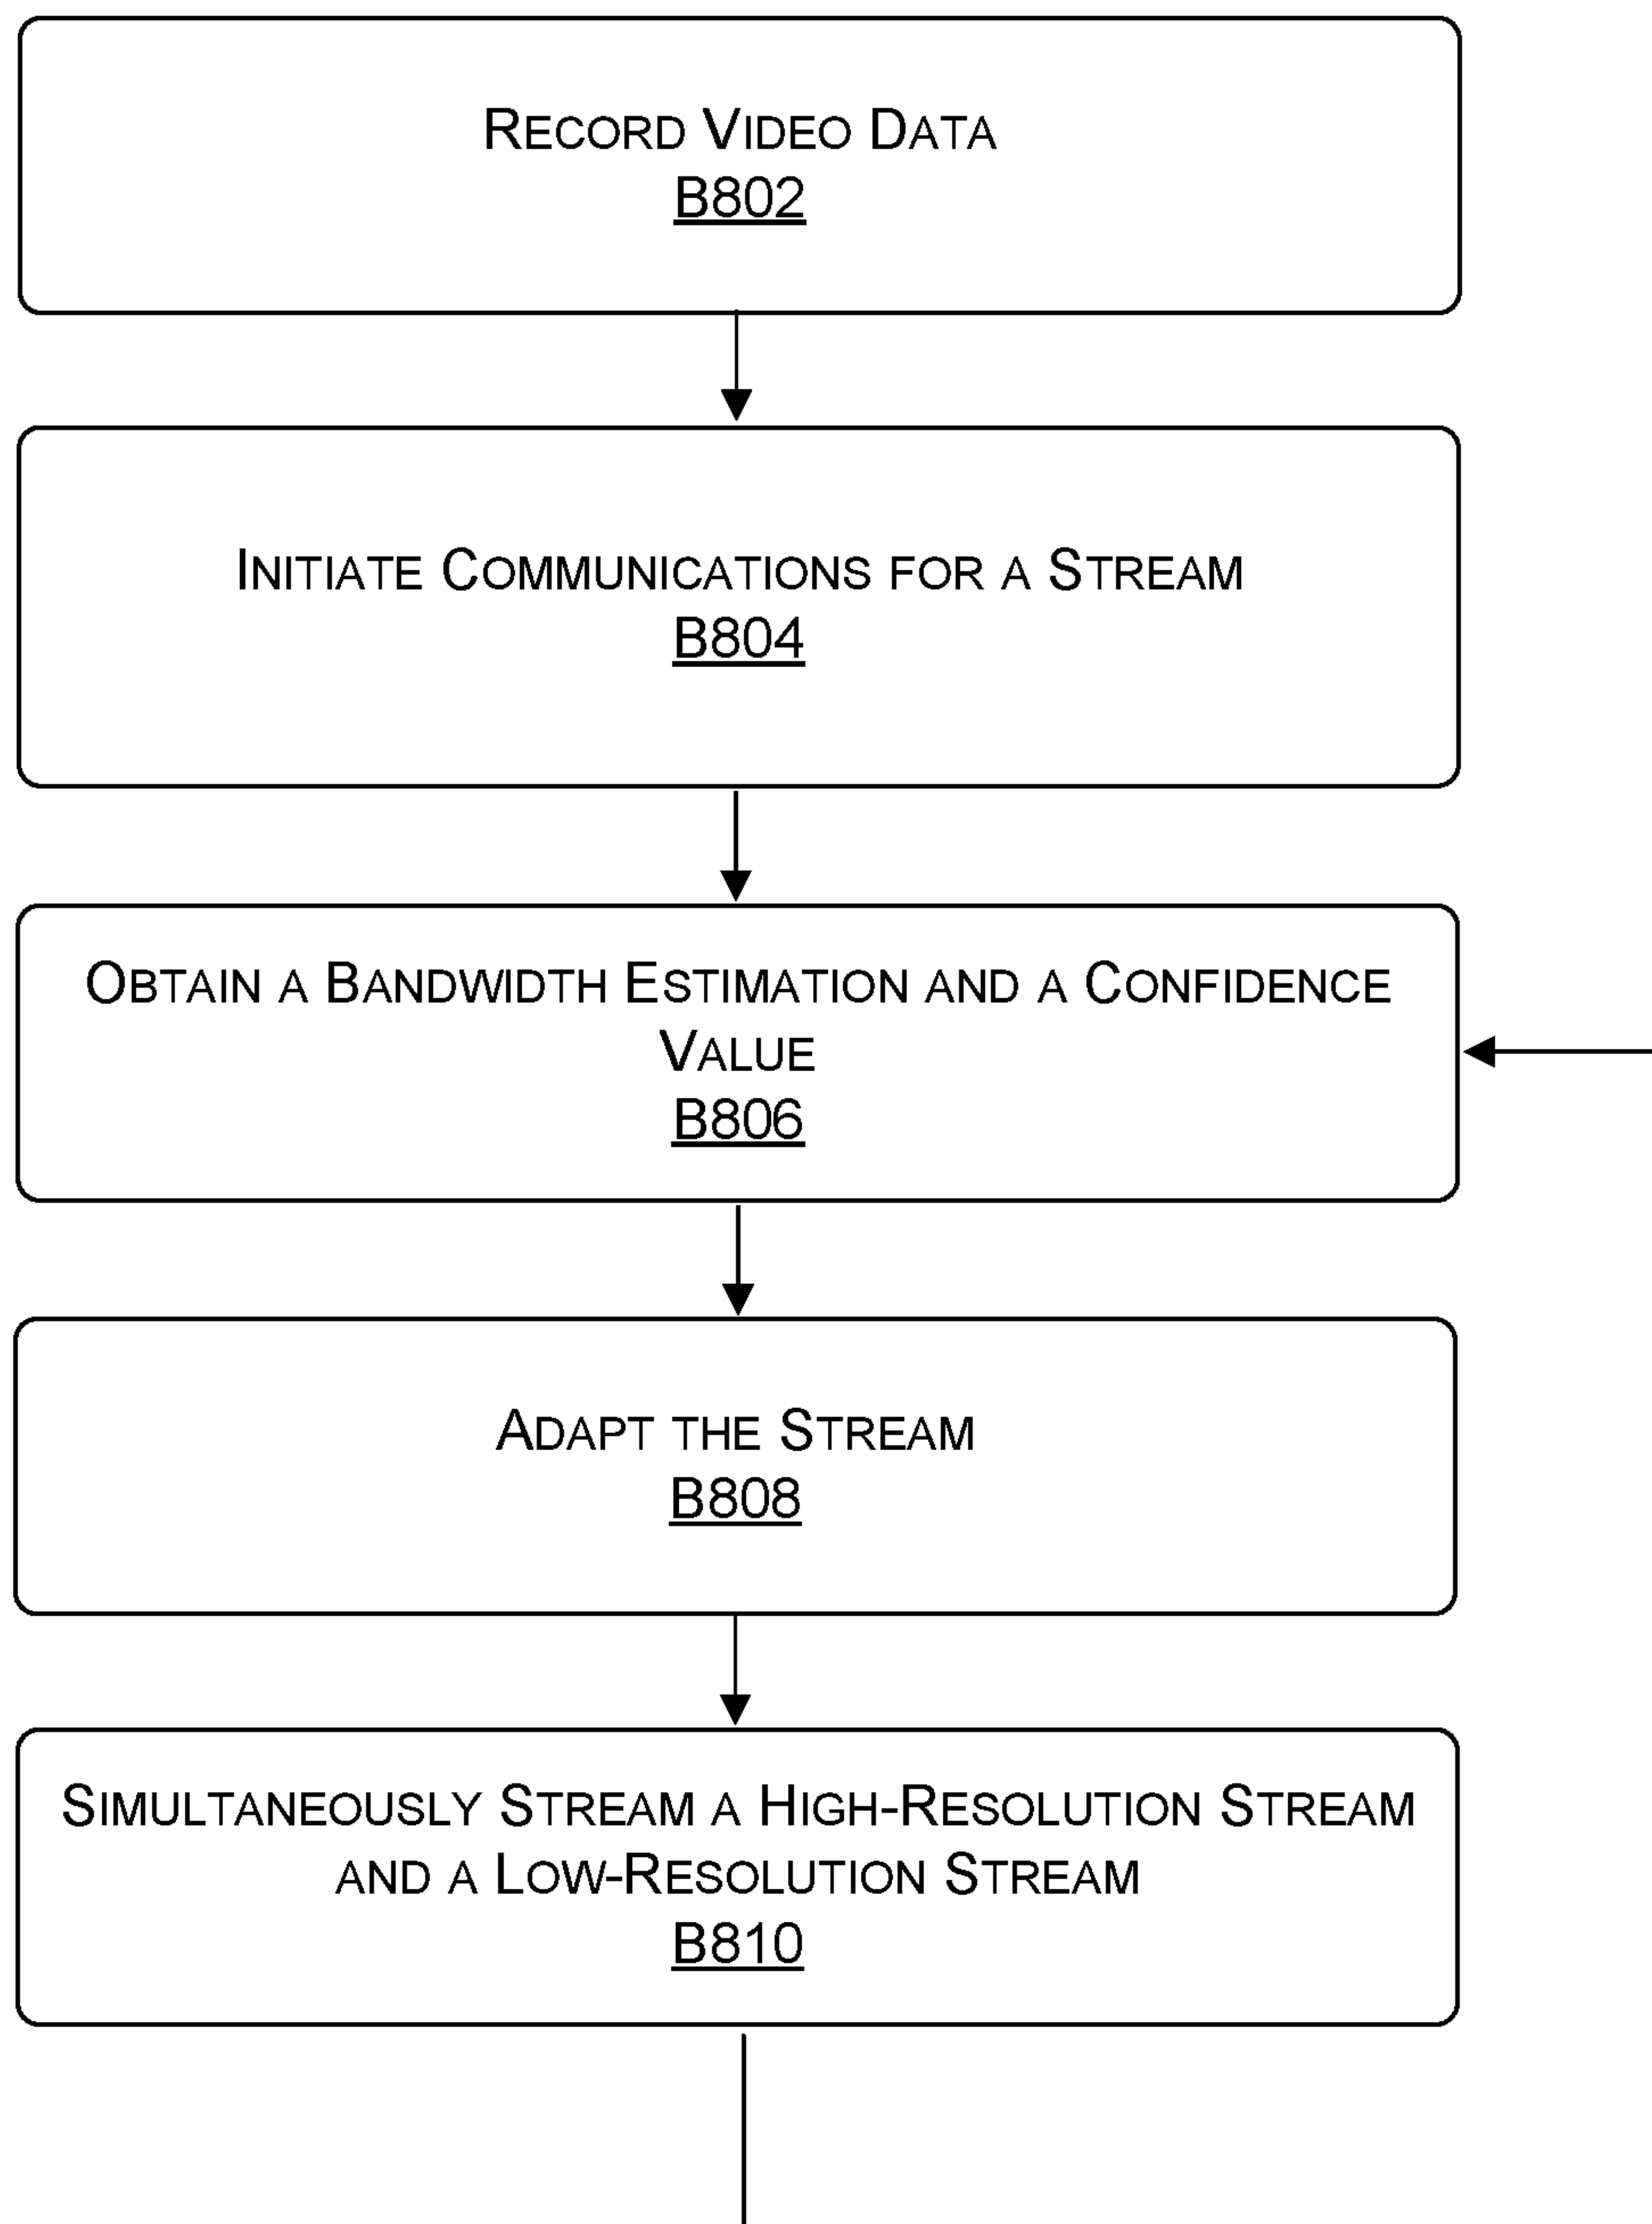 Record Video Data
B802
Initiate Communications for a Stream
B804
Obtain a Bandwidth Estimation and a Confidence
Value
B806
Adapt the Stream
B808
Simultaneously Stream a High-Resolution Stream
and a Low-Resolution Stream
B810